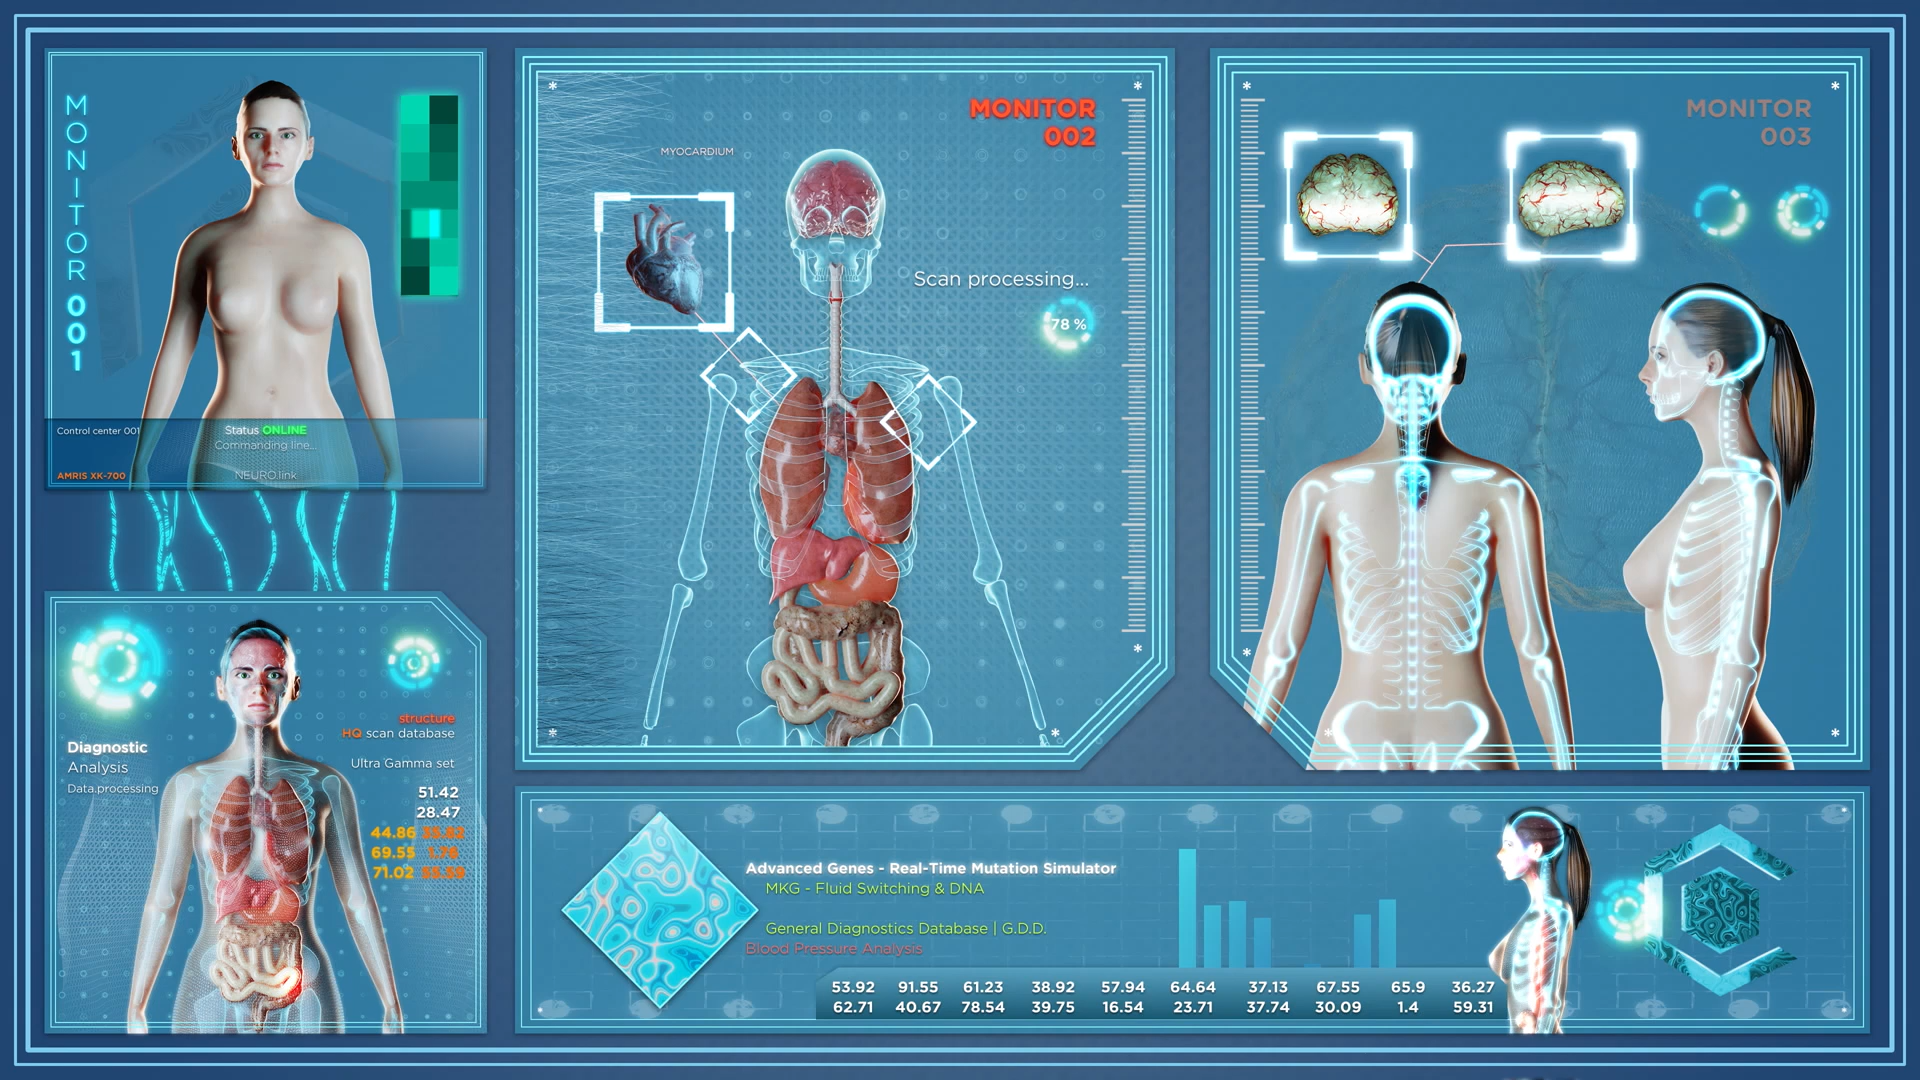 MONITOR 001
Control center 001
Status ONLINE
Commanding line...
AMRIS XK-700
NEURO.link
MONITOR
002
MYOCARDIUM
Scan processing...
78 %
MONITOR
003
structure
HQ scan database
Ultra Gamma set
Diagnostic
Analysis
Data.processing
51.42
28.47
44.86
69.55 1.78
71.02
Advanced Genes - Real-Time Mutation Simulator
MKG - Fluid Switching & DNA
General Diagnostics Database | G.D.D.
Blood Pressure Analysis
53.92 91.55 61.23 38.92 57.94 64.64 37.13 67.55 65.9 36.27
62.71 40.67 78.54 39.75 16.54 23.71 37.74 30.09 1.4 59.31